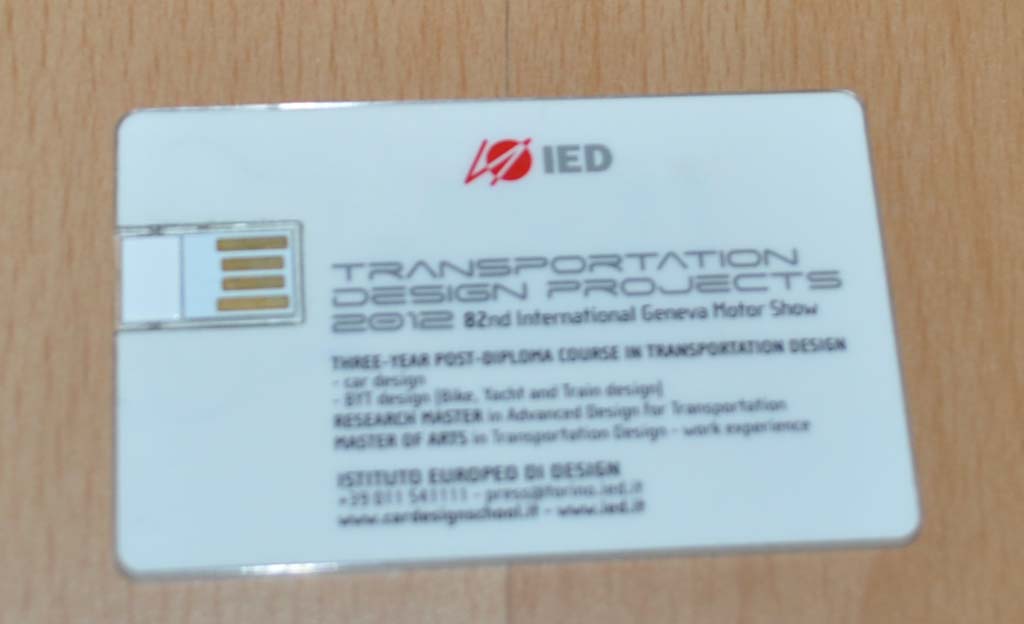 IED
TRANSPORTATION
DESIGN PROJECTS
2012 82nd International Geneva Motor Show
THREE-YEAR POST-DIPLOMA COURSE IN TRANSPORTATION DESIGN
- car design
- BYT design (Bike, Yacht and Train design)
RESEARCH MASTER in Advanced Design for Transportation
MASTER OF ARTS in Transportation Design - work experience
ISTITUTO EUROPEO DI DESIGN
+39 011 541111 - press@torino.ied.it
www.cardesignschool.it - www.ied.it